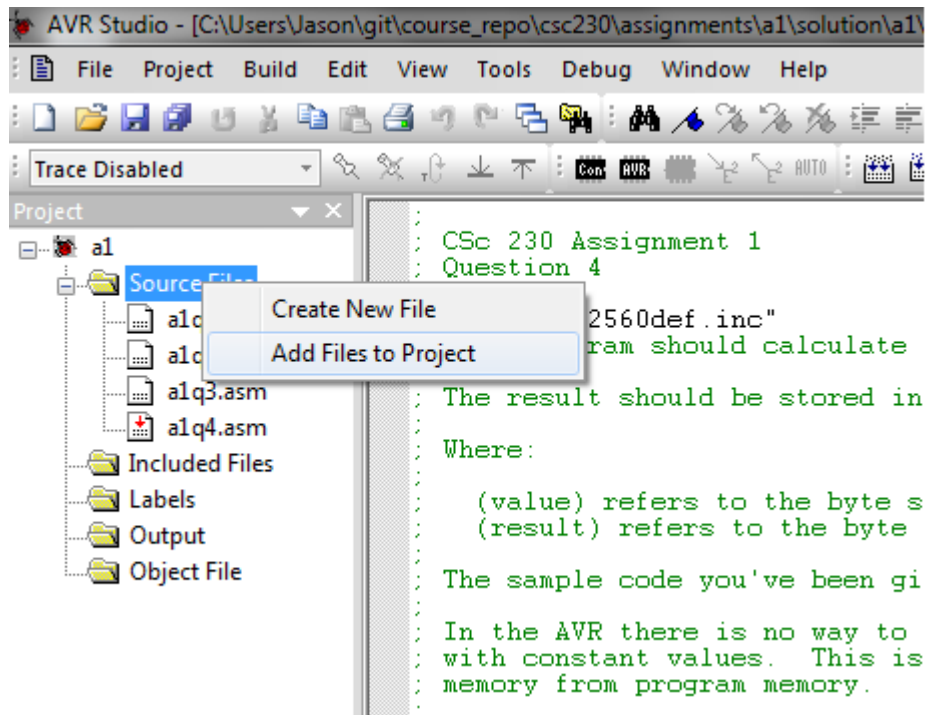 AVR Studio - [C:\Users\Jason\git\course_repo\csc230\assignments\a1\solution\a1\
File Project Build Edit View Tools Debug Window Help
Trace Disabled
Con AVR AUTO
Project
a1
Source Files
Create New File
Add Files to Project
a1q3.asm
a1q4.asm
Included Files
Labels
Output
Object File
;
; CSc 230 Assignment 1
; Question 4
2560def.inc"
ram should calculate
; The result should be stored in
;
; Where:
;
; (value) refers to the byte s
; (result) refers to the byte
;
; The sample code you've been gi
;
; In the AVR there is no way to
; with constant values. This is
; memory from program memory.